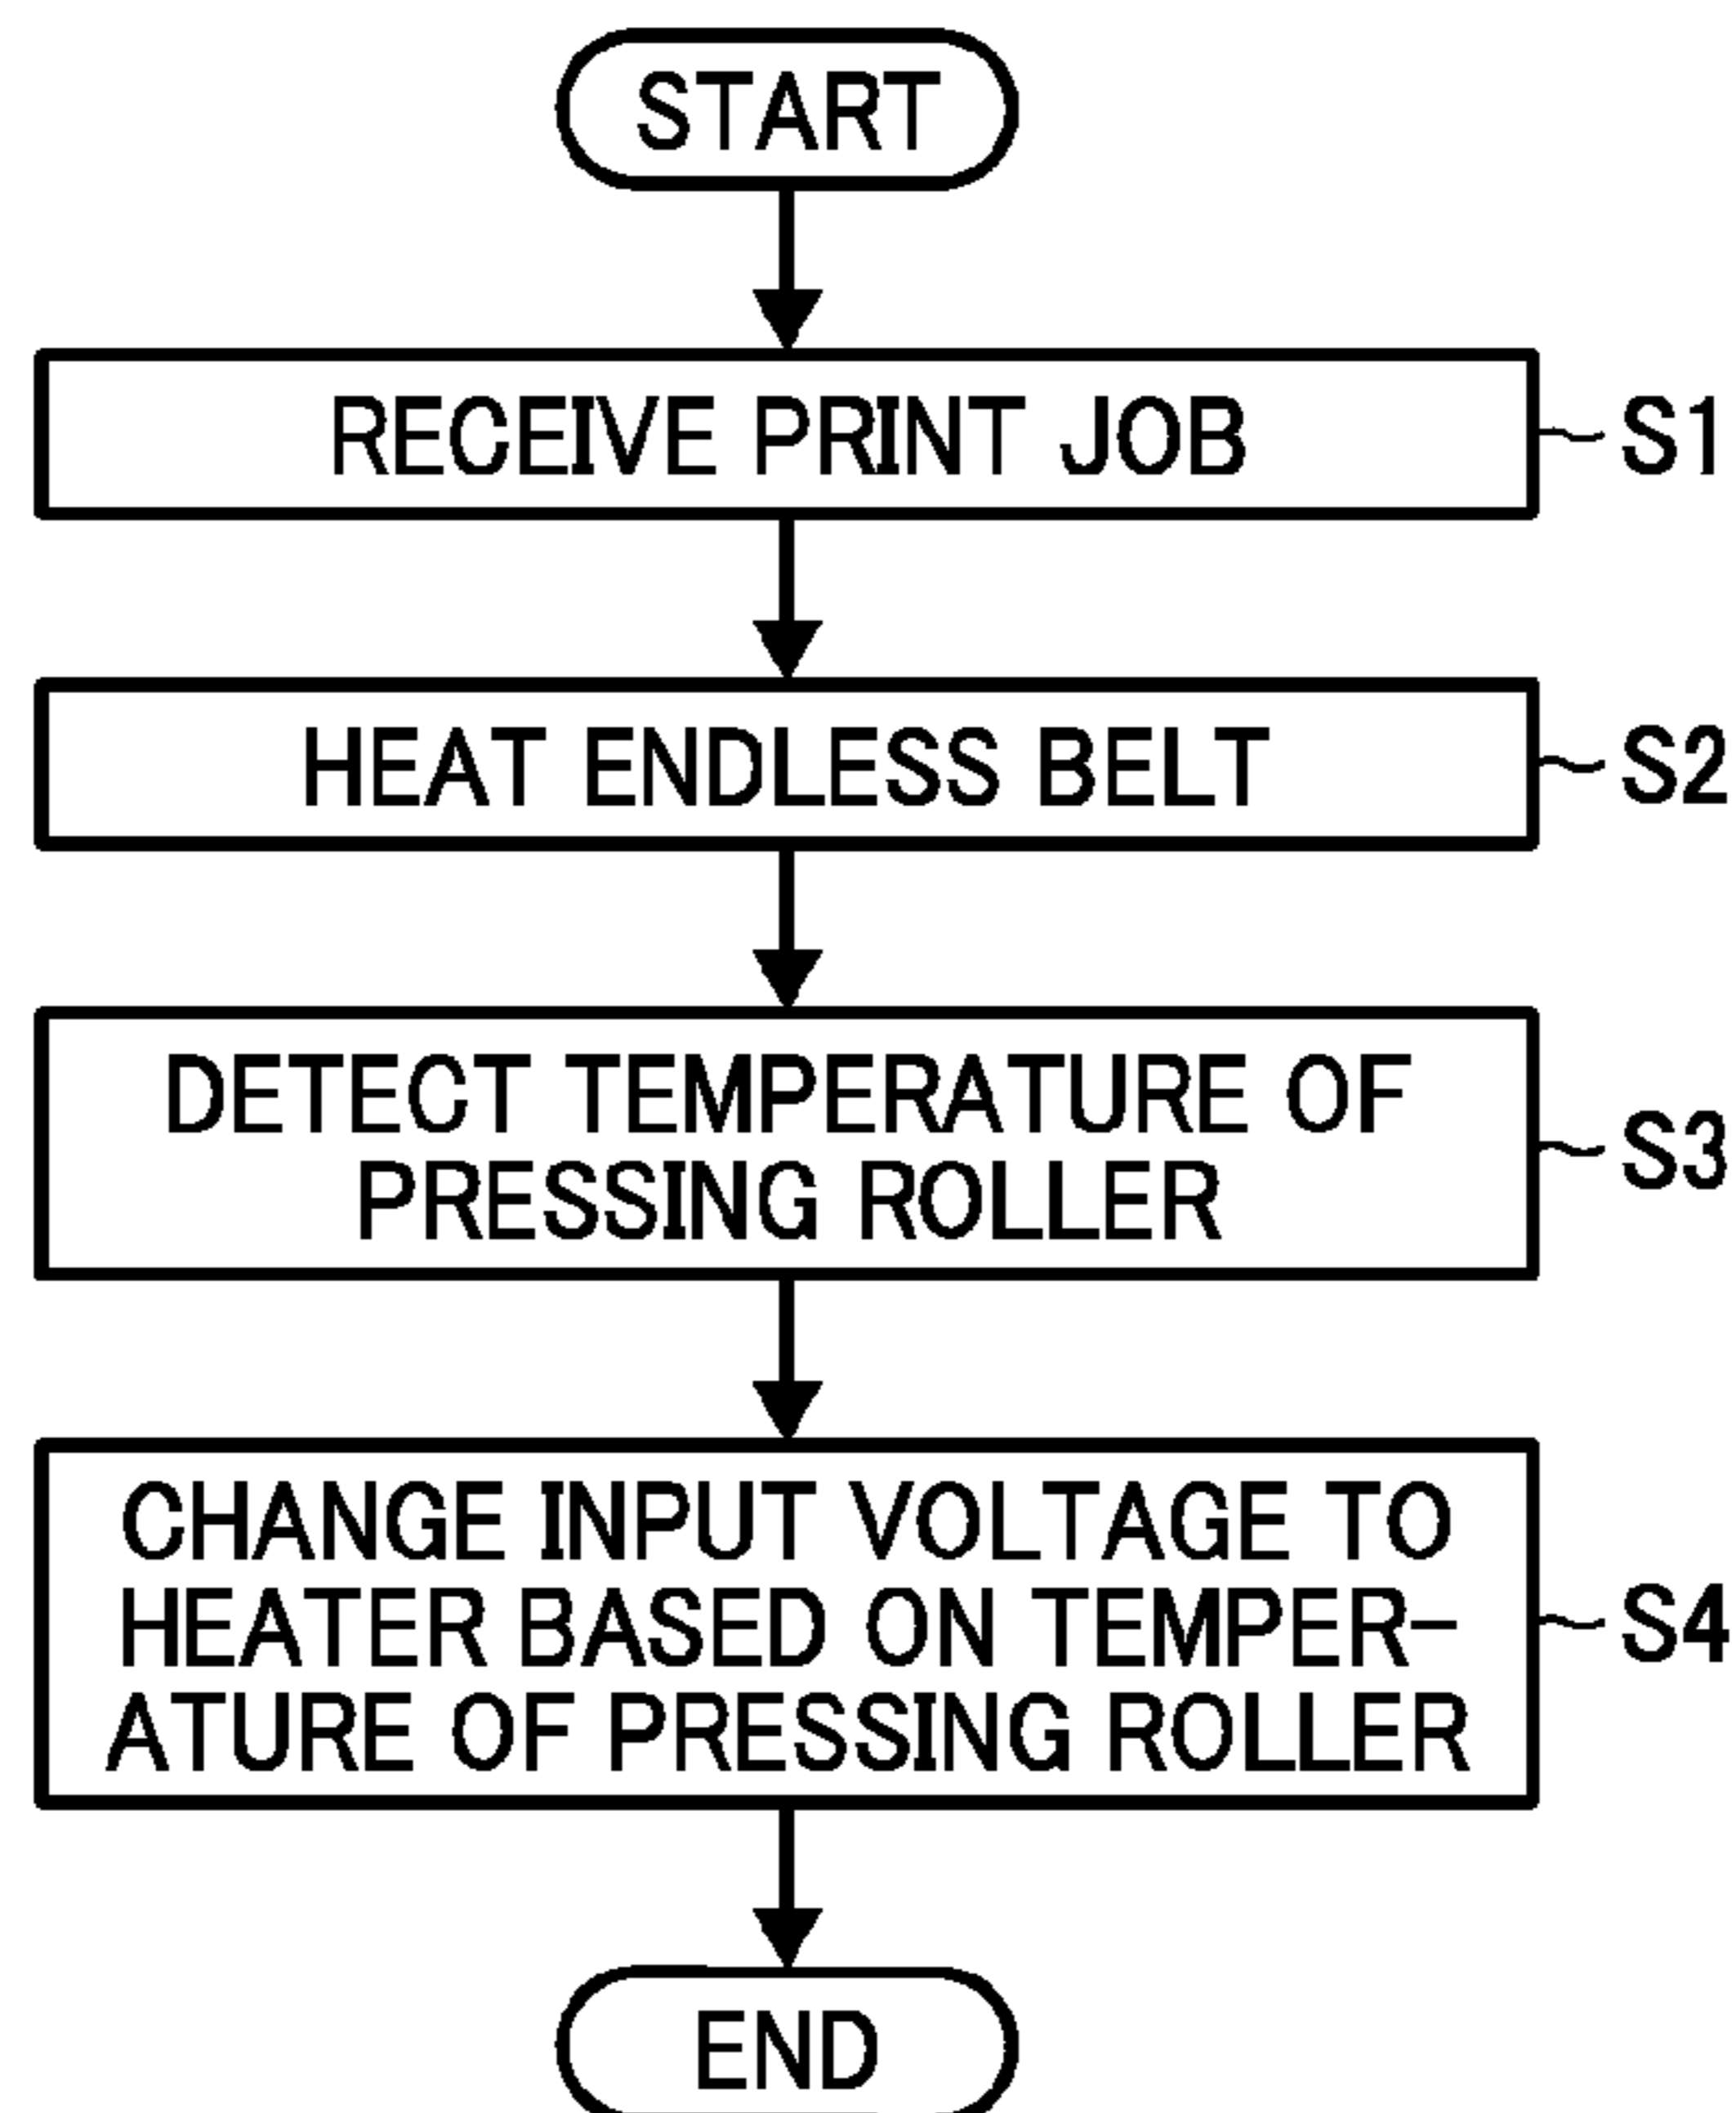 START
RECEIVE PRINT JOB
S1
HEAT ENDLESS BELT
S2
DETECT TEMPERATURE OF
PRESSING ROLLER
S3
CHANGE INPUT VOLTAGE TO
HEATER BASED ON TEMPER-
ATURE OF PRESSING ROLLER
S4
END